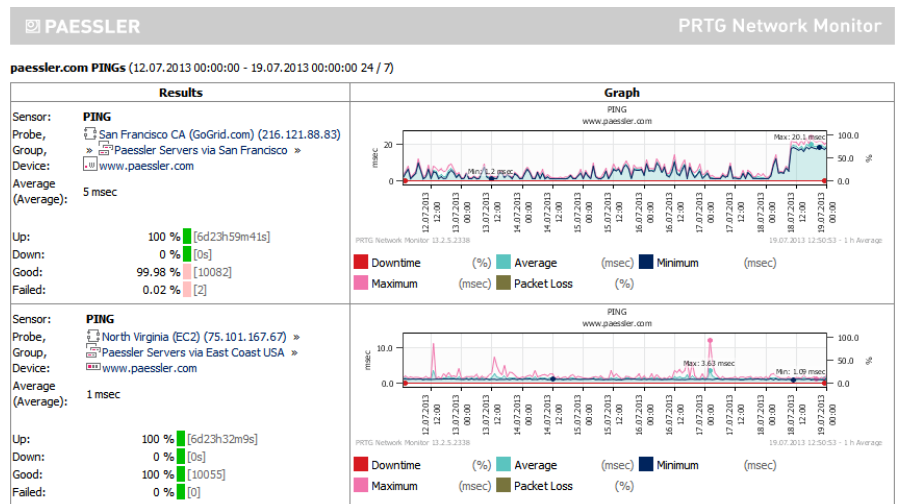 PAESSLER
PRTG Network Monitor
paessler.com PINGs (12.07.2013 00:00:00 - 19.07.2013 00:00:00 24 / 7)
Results
Graph
Sensor: PING
Probe, San Francisco CA (GoGrid.com) (216.121.88.83)
Group, » Paessler Servers via San Francisco »
Device: www.paessler.com
Average
(Average): 5 msec
Up: 100 % [6d23h59m41s]
Down: 0 % [0s]
Good: 99.98 % [10082]
Failed: 0.02 % [2]
PING
www.paessler.com
Max: 20.1 msec
Min: 1.2 msec
20
0
msec
100.0
50.0
0.0
%
12.07.2013 12:00
13.07.2013 00:00
13.07.2013 12:00
14.07.2013 00:00
14.07.2013 12:00
15.07.2013 00:00
15.07.2013 12:00
16.07.2013 00:00
16.07.2013 12:00
17.07.2013 00:00
17.07.2013 12:00
18.07.2013 00:00
18.07.2013 12:00
19.07.2013 00:00
PRTG Network Monitor 13.2.5.2338
19.07.2013 12:50:53 - 1 h Average
Downtime (%) Average (msec) Minimum (msec)
Maximum (msec) Packet Loss (%)
Sensor: PING
Probe, North Virginia (EC2) (75.101.167.67) »
Group, Paessler Servers via East Coast USA »
Device: www.paessler.com
Average
(Average): 1 msec
Up: 100 % [6d23h32m9s]
Down: 0 % [0s]
Good: 100 % [10055]
Failed: 0 % [0]
PING
www.paessler.com
Max: 3.63 msec
Min: 1.09 msec
10.0
0.0
msec
100.0
50.0
0.0
%
12.07.2013 12:00
13.07.2013 00:00
13.07.2013 12:00
14.07.2013 00:00
14.07.2013 12:00
15.07.2013 00:00
15.07.2013 12:00
16.07.2013 00:00
16.07.2013 12:00
17.07.2013 00:00
17.07.2013 12:00
18.07.2013 00:00
18.07.2013 12:00
19.07.2013 00:00
PRTG Network Monitor 13.2.5.2338
19.07.2013 12:50:53 - 1 h Average
Downtime (%) Average (msec) Minimum (msec)
Maximum (msec) Packet Loss (%)